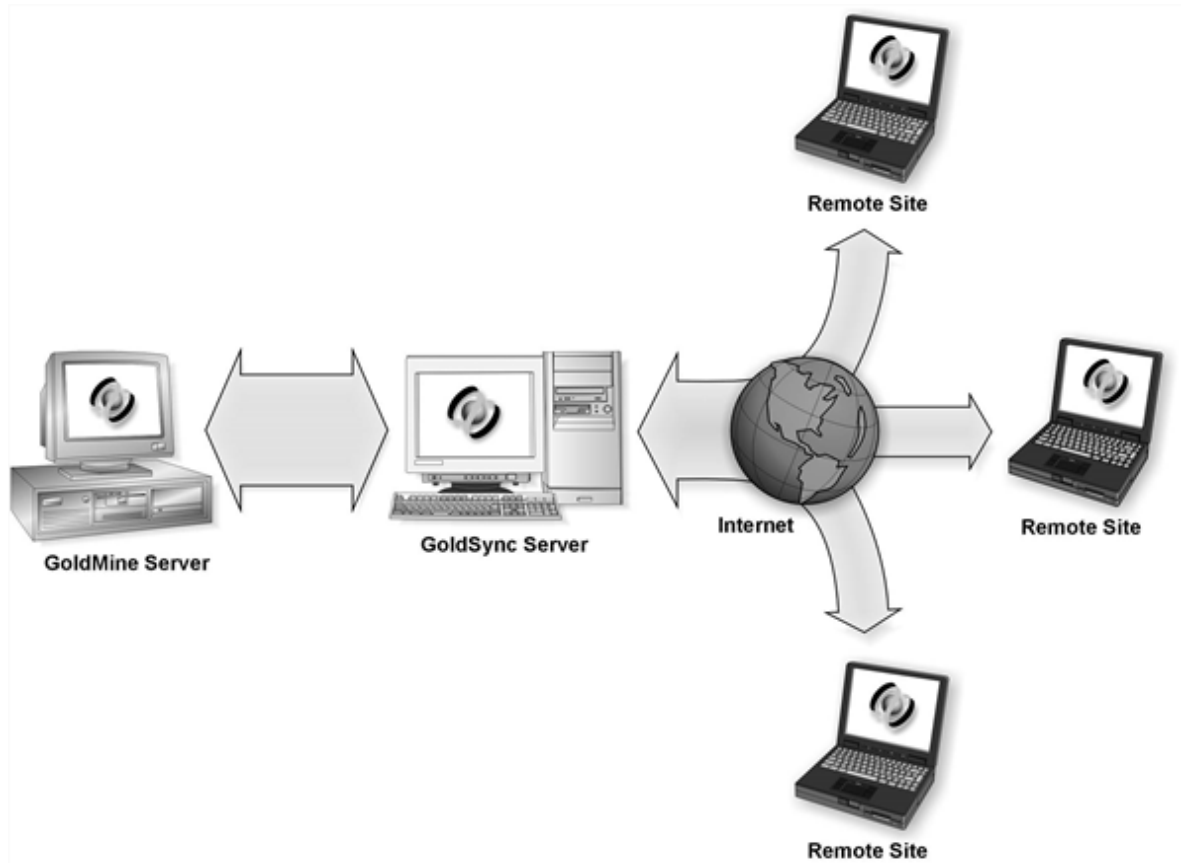 Remote Site
GoldMine Server
GoldSync Server
Internet
Remote Site
Remote Site